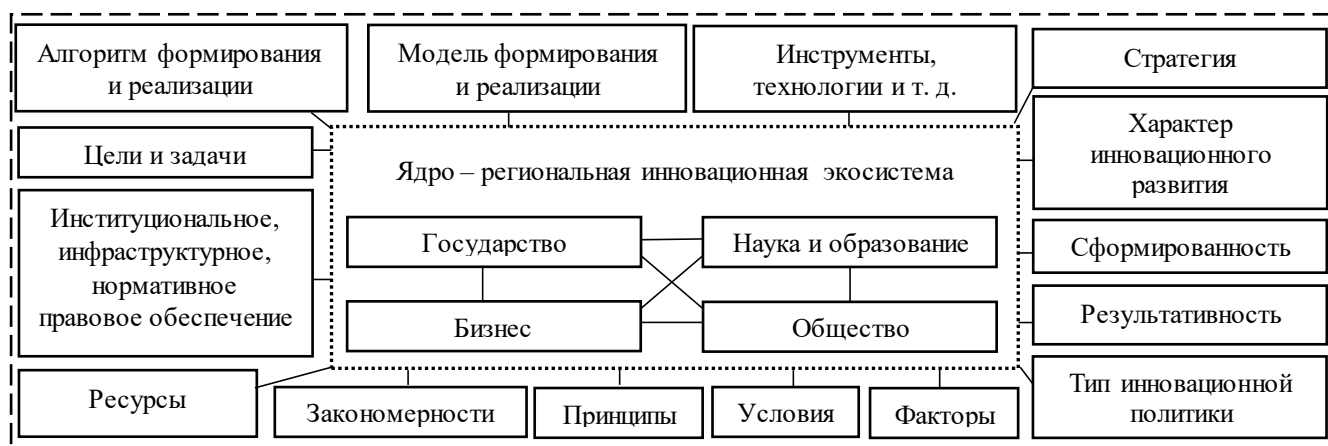 Алгоритм формирования
и реализации
Модель формирования
и реализации
Инструменты,
технологии и т. д.
Стратегия
Цели и задачи
Характер
инновационного
развития
Ядро – региональная инновационная экосистема
Институциональное,
инфраструктурное,
нормативное
правовое обеспечение
Государство
Наука и образование
Сформированность
Бизнес
Общество
Результативность
Ресурсы
Закономерности
Принципы
Условия
Факторы
Тип инновационной
политики